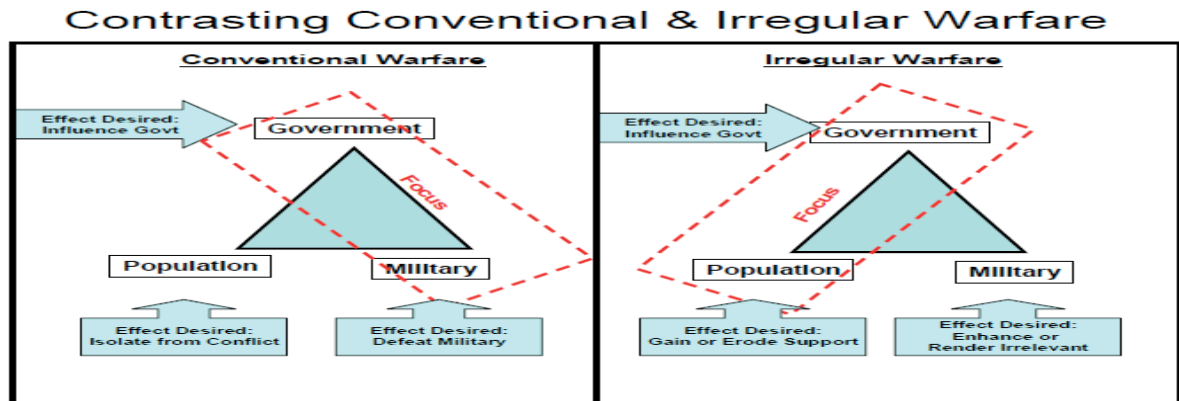 Contrasting Conventional & Irregular Warfare
Conventional Warfare
Effect Desired:
Influence Govt
Government
Focus
Population
Military
Effect Desired:
Isolate from Conflict
Effect Desired:
Defeat Military
Irregular Warfare
Effect Desired:
Influence Govt
Government
Focus
Population
Military
Effect Desired:
Gain or Erode Support
Effect Desired:
Enhance or
Render Irrelevant